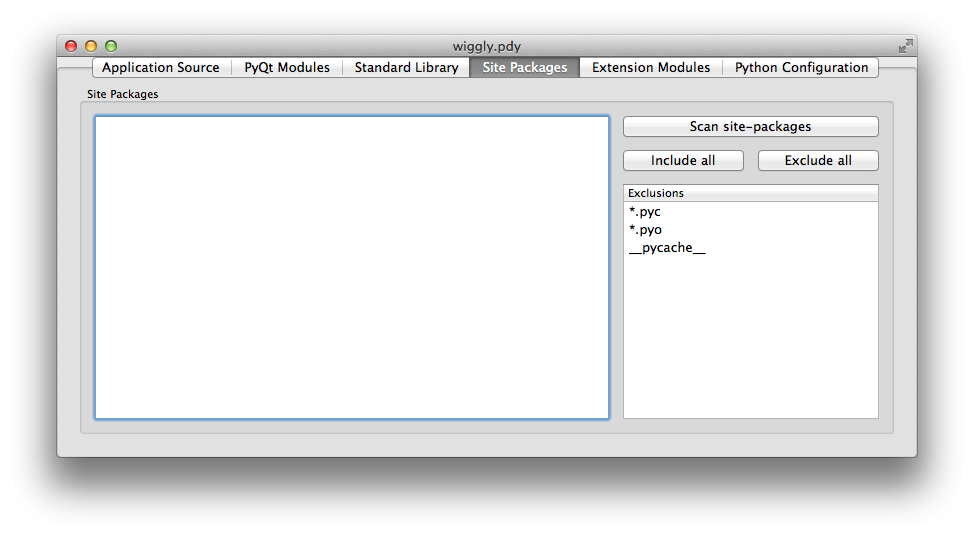 wiggly.pdy
Application Source PyQt Modules Standard Library Site Packages Extension Modules Python Configuration
Site Packages
Scan site-packages
Include all Exclude all
Exclusions
*.pyc
*.pyo
__pycache__